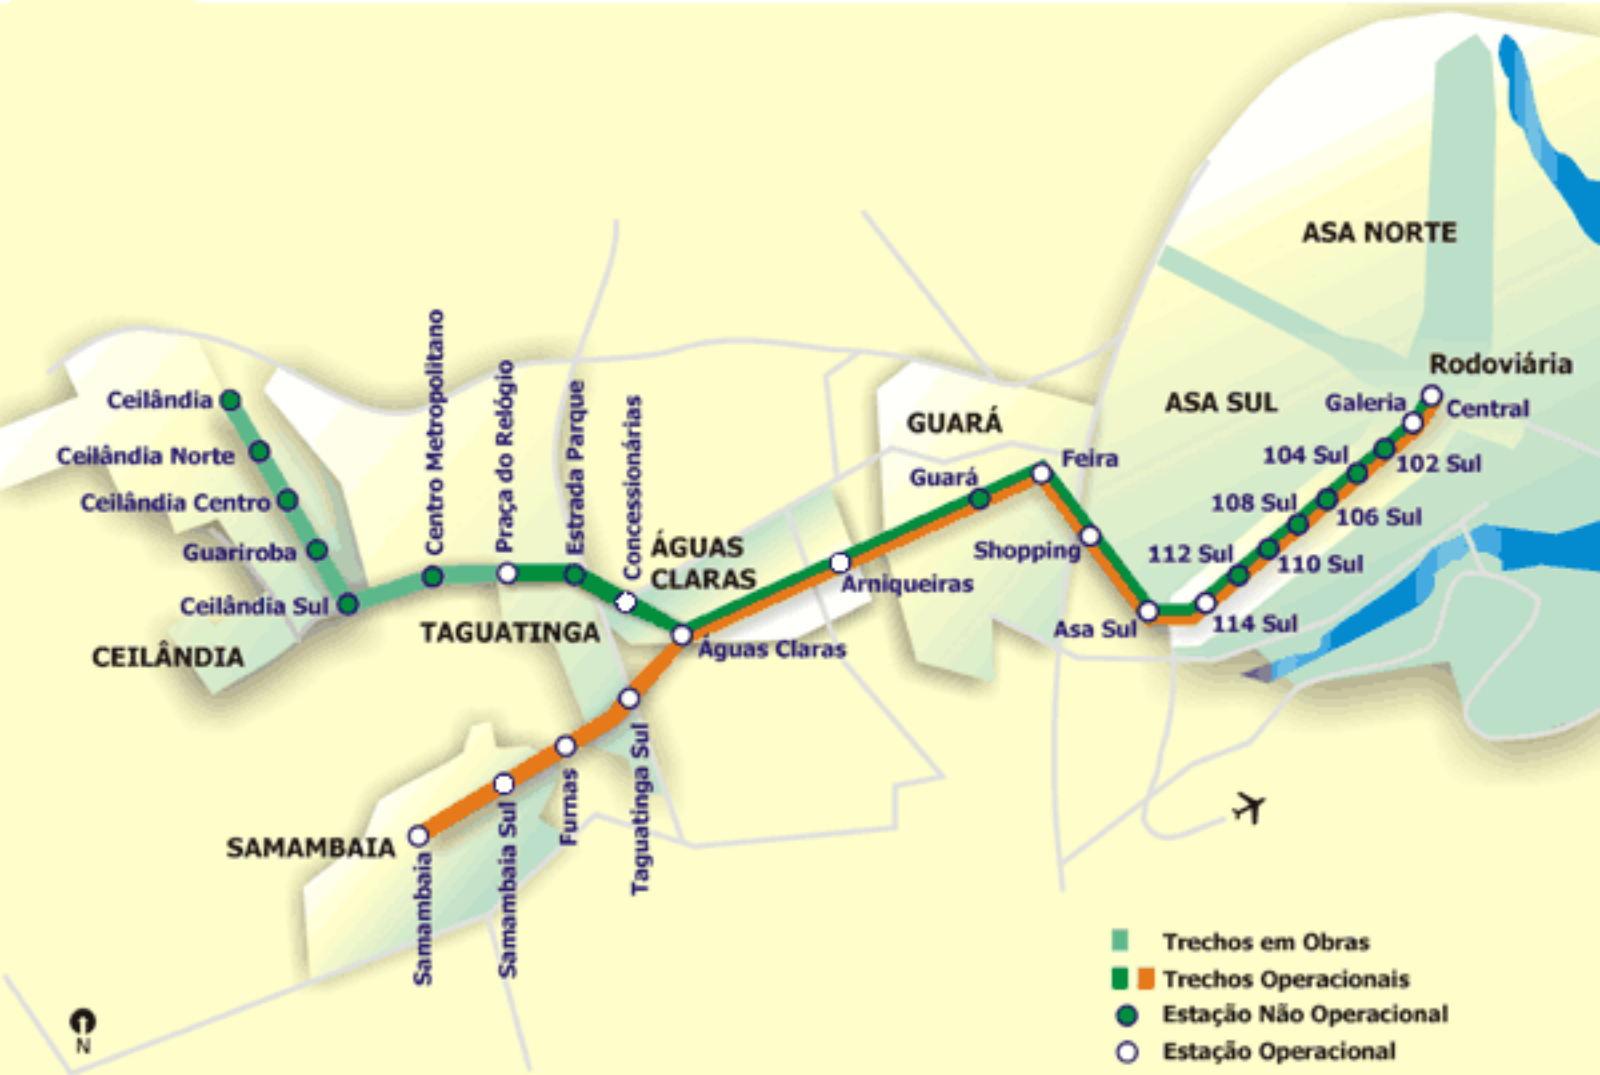 ASA NORTE
Rodoviária
Central
Galeria
ASA SUL
102 Sul
104 Sul
106 Sul
108 Sul
110 Sul
112 Sul
114 Sul
Asa Sul
Shopping
Feira
GUARÁ
Guará
Arniqueiras
ÁGUAS
CLARAS
Águas Claras
Concessionárias
Estrada Parque
Praça do Relógio
Centro Metropolitano
TAGUATINGA
Ceilândia
Ceilândia Norte
Ceilândia Centro
Guariroba
Ceilândia Sul
CEILÂNDIA
Taguatinga Sul
Furnas
Samambaia Sul
Samambaia
SAMAMBAIA
N
Trechos em Obras
Trechos Operacionais
Estação Não Operacional
Estação Operacional